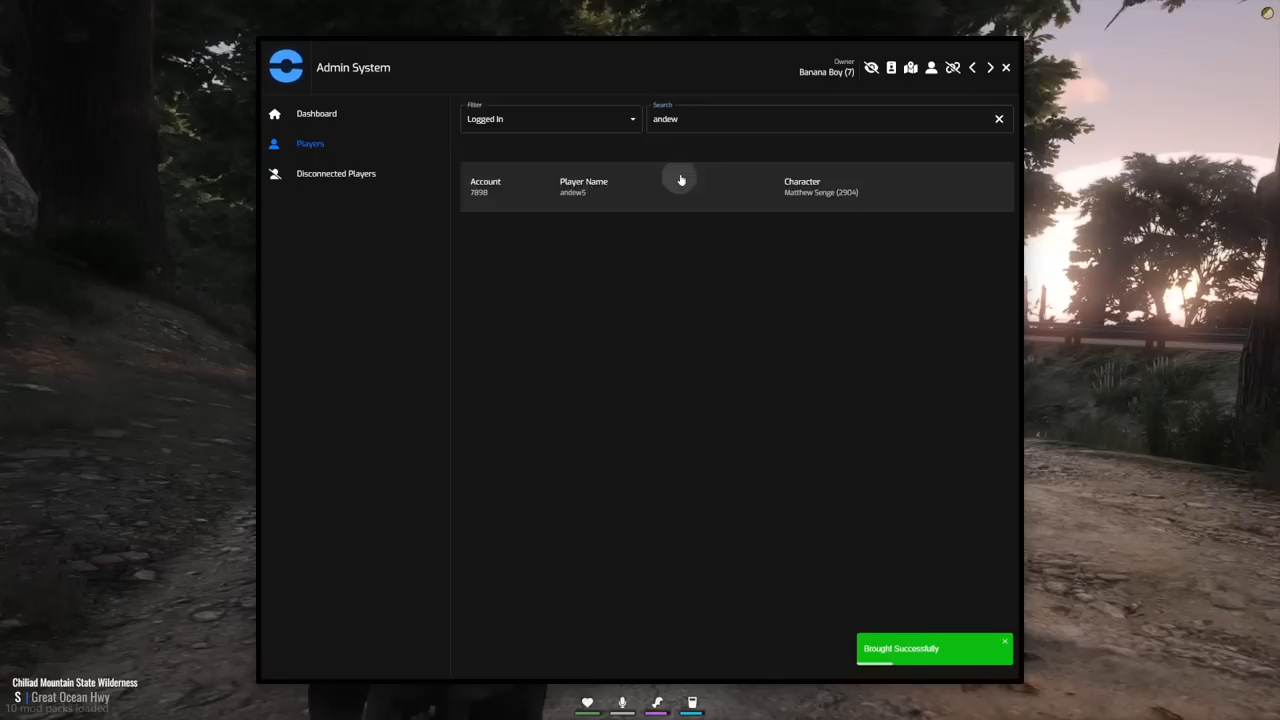 Admin System
Owner
Banana Boy (7)
Dashboard
Players
Disconnected Players
Filter
Logged In
Search
andew
Account
7898
Player Name
andew5
Character
Matthew Senge (2904)
Brought Successfully
Chiliad Mountain State Wilderness
S | Great Ocean Hwy
10 mod packs loaded